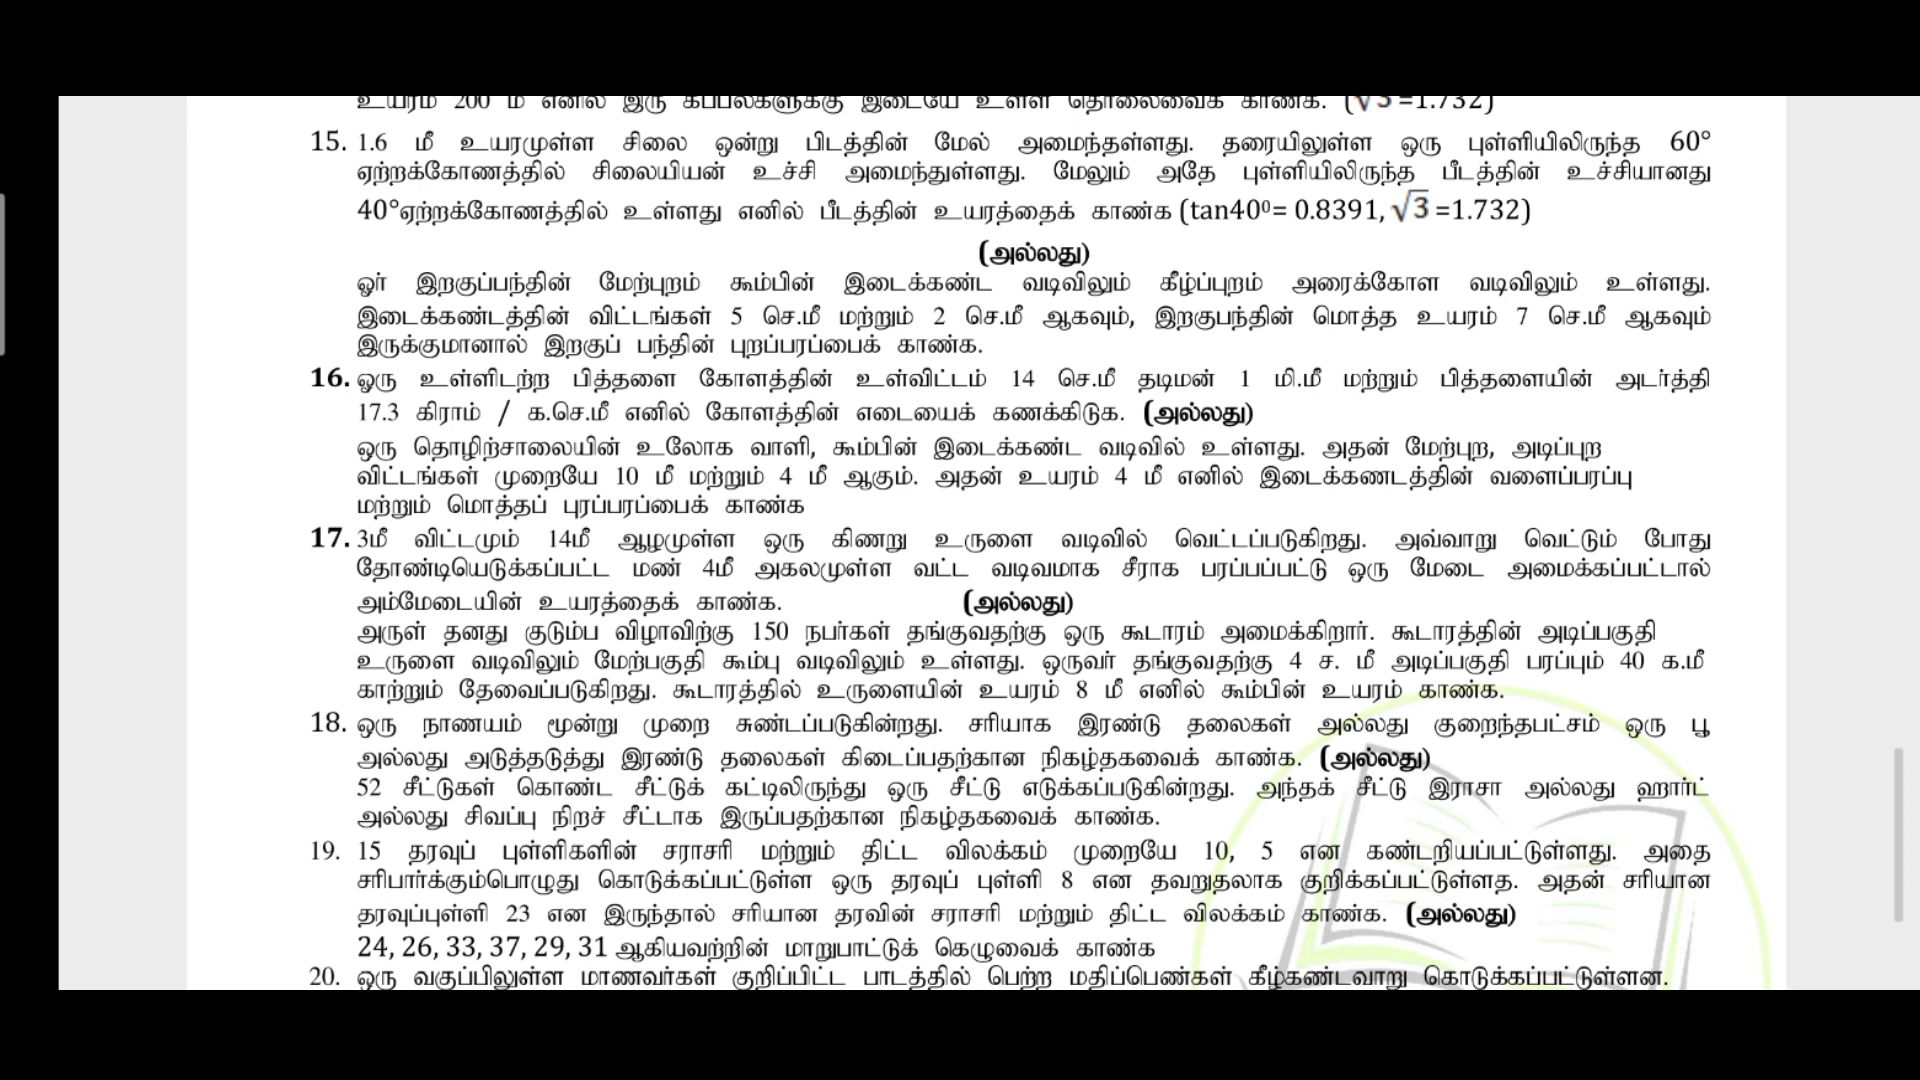 உயரம் 200 மீ எனில் இரு கப்பல்களுக்கு இடையே உள்ள தொலைவைக் காண்க. (√3 =1.732)
15. 1.6 மீ உயரமுள்ள சிலை ஒன்று பிடத்தின் மேல் அமைந்தள்ளது. தரையிலுள்ள ஒரு புள்ளியிலிருந்த 60°
ஏற்றக்கோணத்தில் சிலையியன் உச்சி அமைந்துள்ளது. மேலும் அதே புள்ளியிலிருந்த பீடத்தின் உச்சியானது
40°ஏற்றக்கோணத்தில் உள்ளது எனில் பீடத்தின் உயரத்தைக் காண்க (tan40⁰= 0.8391, √3 =1.732)
(அல்லது)
ஓர் இறகுப்பந்தின் மேற்புறம் கூம்பின் இடைக்கண்ட வடிவிலும் கீழ்ப்புறம் அரைக்கோள வடிவிலும் உள்ளது.
இடைக்கண்டத்தின் விட்டங்கள் 5 செ.மீ மற்றும் 2 செ.மீ ஆகவும், இறகுபந்தின் மொத்த உயரம் 7 செ.மீ ஆகவும்
இருக்குமானால் இறகுப் பந்தின் புறப்பரப்பைக் காண்க.
16. ஒரு உள்ளிடற்ற பித்தளை கோளத்தின் உள்விட்டம் 14 செ.மீ தடிமன் 1 மி.மீ மற்றும் பித்தளையின் அடர்த்தி
17.3 கிராம் / க.செ.மீ எனில் கோளத்தின் எடையைக் கணக்கிடுக. (அல்லது)
ஒரு தொழிற்சாலையின் உலோக வாளி, கூம்பின் இடைக்கண்ட வடிவில் உள்ளது. அதன் மேற்புற, அடிப்புற
விட்டங்கள் முறையே 10 மீ மற்றும் 4 மீ ஆகும். அதன் உயரம் 4 மீ எனில் இடைக்கணடத்தின் வளைப்பரப்பு
மற்றும் மொத்தப் புரப்பரப்பைக் காண்க
17. 3மீ விட்டமும் 14மீ ஆழமுள்ள ஒரு கிணறு உருளை வடிவில் வெட்டப்படுகிறது. அவ்வாறு வெட்டும் போது
தோண்டியெடுக்கப்பட்ட மண் 4மீ அகலமுள்ள வட்ட வடிவமாக சீராக பரப்பப்பட்டு ஒரு மேடை அமைக்கப்பட்டால்
அம்மேடையின் உயரத்தைக் காண்க. (அல்லது)
அருள் தனது குடும்ப விழாவிற்கு 150 நபர்கள் தங்குவதற்கு ஒரு கூடாரம் அமைக்கிறார். கூடாரத்தின் அடிப்பகுதி
உருளை வடிவிலும் மேற்பகுதி கூம்பு வடிவிலும் உள்ளது. ஒருவர் தங்குவதற்கு 4 ச. மீ அடிப்பகுதி பரப்பும் 40 க.மீ
காற்றும் தேவைப்படுகிறது. கூடாரத்தில் உருளையின் உயரம் 8 மீ எனில் கூம்பின் உயரம் காண்க.
18. ஒரு நாணயம் மூன்று முறை சுண்டப்படுகின்றது. சரியாக இரண்டு தலைகள் அல்லது குறைந்தபட்சம் ஒரு பூ
அல்லது அடுத்தடுத்து இரண்டு தலைகள் கிடைப்பதற்கான நிகழ்தகவைக் காண்க. (அல்லது)
52 சீட்டுகள் கொண்ட சீட்டுக் கட்டிலிருந்து ஒரு சீட்டு எடுக்கப்படுகின்றது. அந்தக் சீட்டு இராசா அல்லது ஹார்ட்
அல்லது சிவப்பு நிறச் சீட்டாக இருப்பதற்கான நிகழ்தகவைக் காண்க.
19. 15 தரவுப் புள்ளிகளின் சராசரி மற்றும் திட்ட விலக்கம் முறையே 10, 5 என கண்டறியப்பட்டுள்ளது. அதை
சரிபார்க்கும்பொழுது கொடுக்கப்பட்டுள்ள ஒரு தரவுப் புள்ளி 8 என தவறுதலாக குறிக்கப்பட்டுள்ளத. அதன் சரியான
தரவுப்புள்ளி 23 என இருந்தால் சரியான தரவின் சராசரி மற்றும் திட்ட விலக்கம் காண்க. (அல்லது)
24, 26, 33, 37, 29, 31 ஆகியவற்றின் மாறுபாட்டுக் கெழுவைக் காண்க
20. ஒரு வகுப்பிலுள்ள மாணவர்கள் குறிப்பிட்ட பாடத்தில் பெற்ற மதிப்பெண்கள் கீழ்கண்டவாறு கொடுக்கப்பட்டுள்ளன.